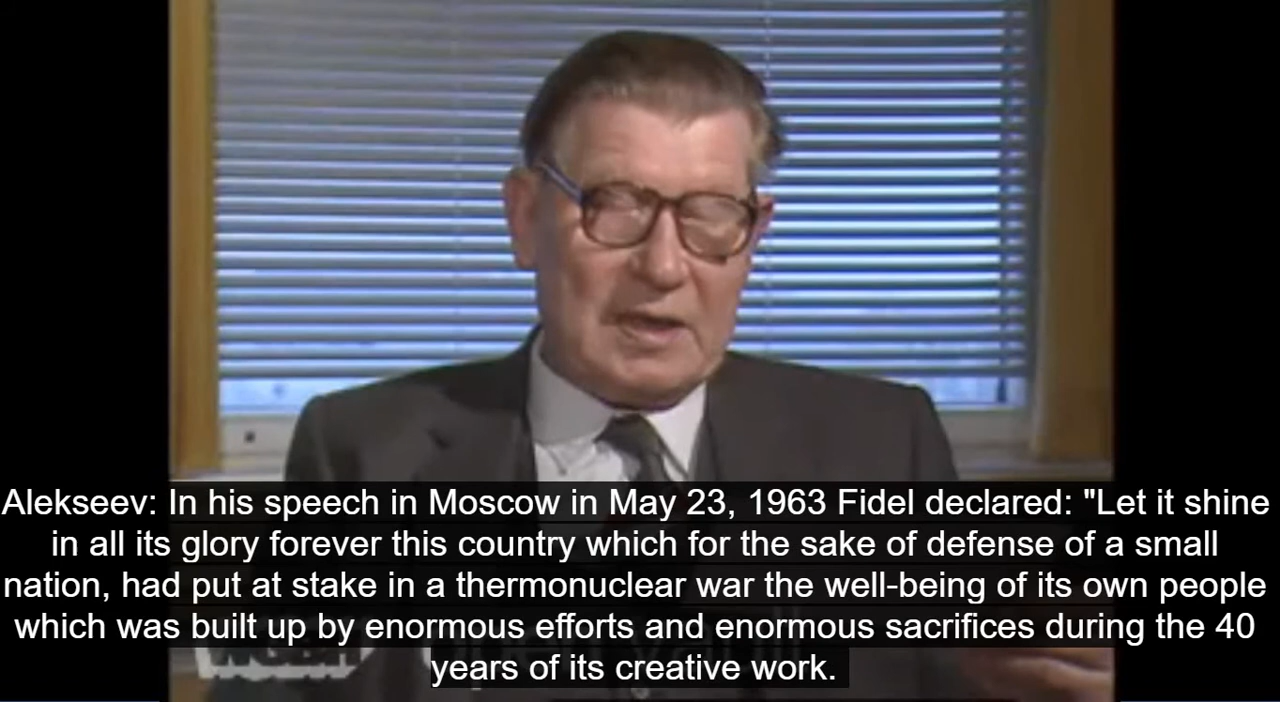 Alekseev: In his speech in Moscow in May 23, 1963 Fidel declared: "Let it shine
in all its glory forever this country which for the sake of defense of a small
nation, had put at stake in a thermonuclear war the well-being of its own people
which was built up by enormous efforts and enormous sacrifices during the 40
years of its creative work.
WGBH